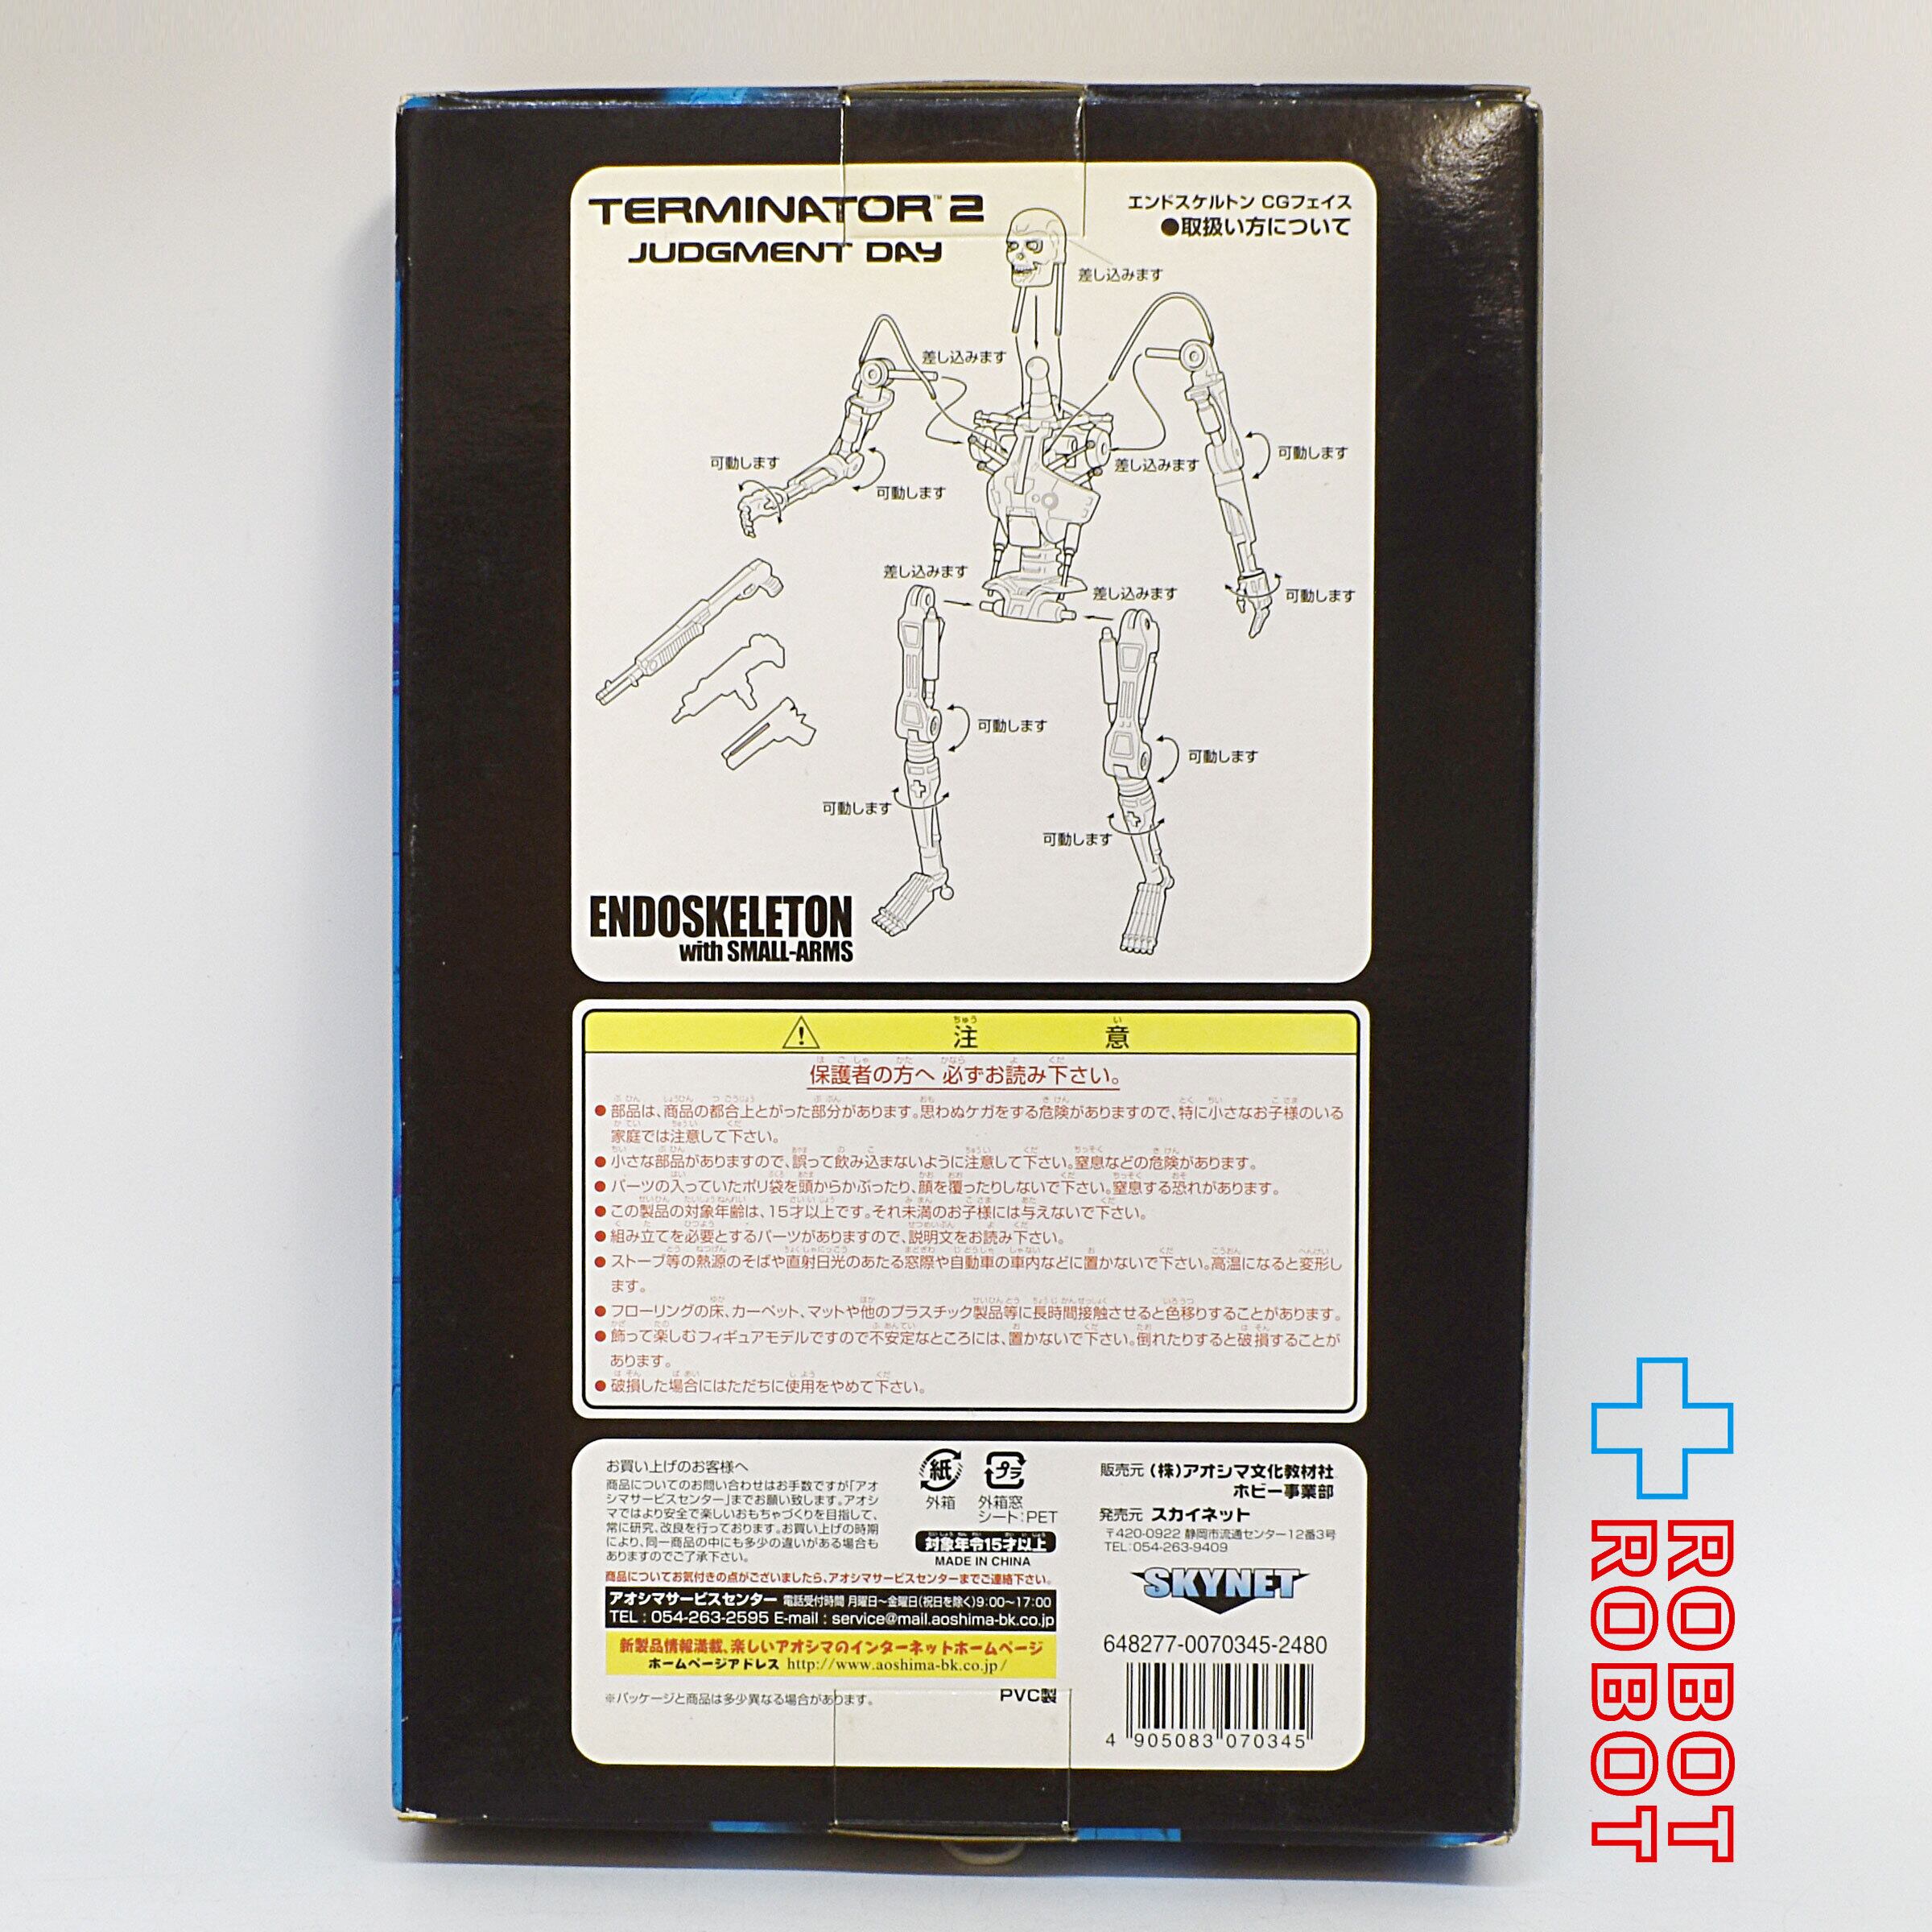 TERMINATOR™ 2
JUDGMENT DAY
エンドスケルトン CGフェイス
●取扱い方について
差し込みます
差し込みます
可動します
可動します
差し込みます
可動します
差し込みます
差し込みます
可動します
可動します
可動します
可動します
可動します
ENDOSKELETON
with SMALL-ARMS
注意
保護者の方へ 必ずお読み下さい。
● 部品は、商品の都合上とがった部分があります。思わぬケガをする危険がありますので、特に小さなお子様のいる
家庭では注意して下さい。
● 小さな部品がありますので、誤って飲み込まないように注意して下さい。窒息などの危険があります。
● パーツの入っていたポリ袋を頭からかぶったり、顔を覆ったりしないで下さい。窒息する恐れがあります。
● この製品の対象年齢は、15才以上です。それ未満のお子様には与えないで下さい。
● 組み立てを必要とするパーツがありますので、説明文をお読み下さい。
● ストーブ等の熱源のそばや直射日光のあたる窓際や自動車の車内などに置かないで下さい。高温になると変形し
ます。
● フローリングの床、カーペット、マットや他のプラスチック製品等に長時間接触させると色移りすることがあります。
● 飾って楽しむフィギュアモデルですので不安定なところには、置かないで下さい。倒れたりすると破損することが
あります。
● 破損した場合にはただちに使用をやめて下さい。
お買い上げのお客様へ
商品についてのお問い合わせはお手数ですが「アオ
シマサービスセンター」までお願い致します。アオシ
マではより安全で楽しいおもちゃづくりを目指して、
常に研究、改良を行っております。お買い上げの時期
により、同一商品の中にも多少の違いがある場合も
ありますのでご了承下さい。
紙
外箱
プラ
外箱窓
シート:PET
対象年令15才以上
MADE IN CHINA
商品についてお気付きの点がございましたら、アオシマサービスセンターまでご連絡下さい。
アオシマサービスセンター 電話受付時間 月曜日〜金曜日(祝日を除く)9:00〜17:00
TEL : 054-263-2595 E-mail : service@mail.aoshima-bk.co.jp
新製品情報満載、楽しいアオシマのインターネットホームページ
ホームページアドレス http://www.aoshima-bk.co.jp/
※パッケージと商品は多少異なる場合があります。
PVC製
販売元 (株)アオシマ文化教材社
ホビー事業部
発売元 スカイネット
〒420-0922 静岡市流通センター12番3号
TEL:054-263-9409
SKYNET
648277-0070345-2480
4 905083 070345
ROBOT
ROBOT